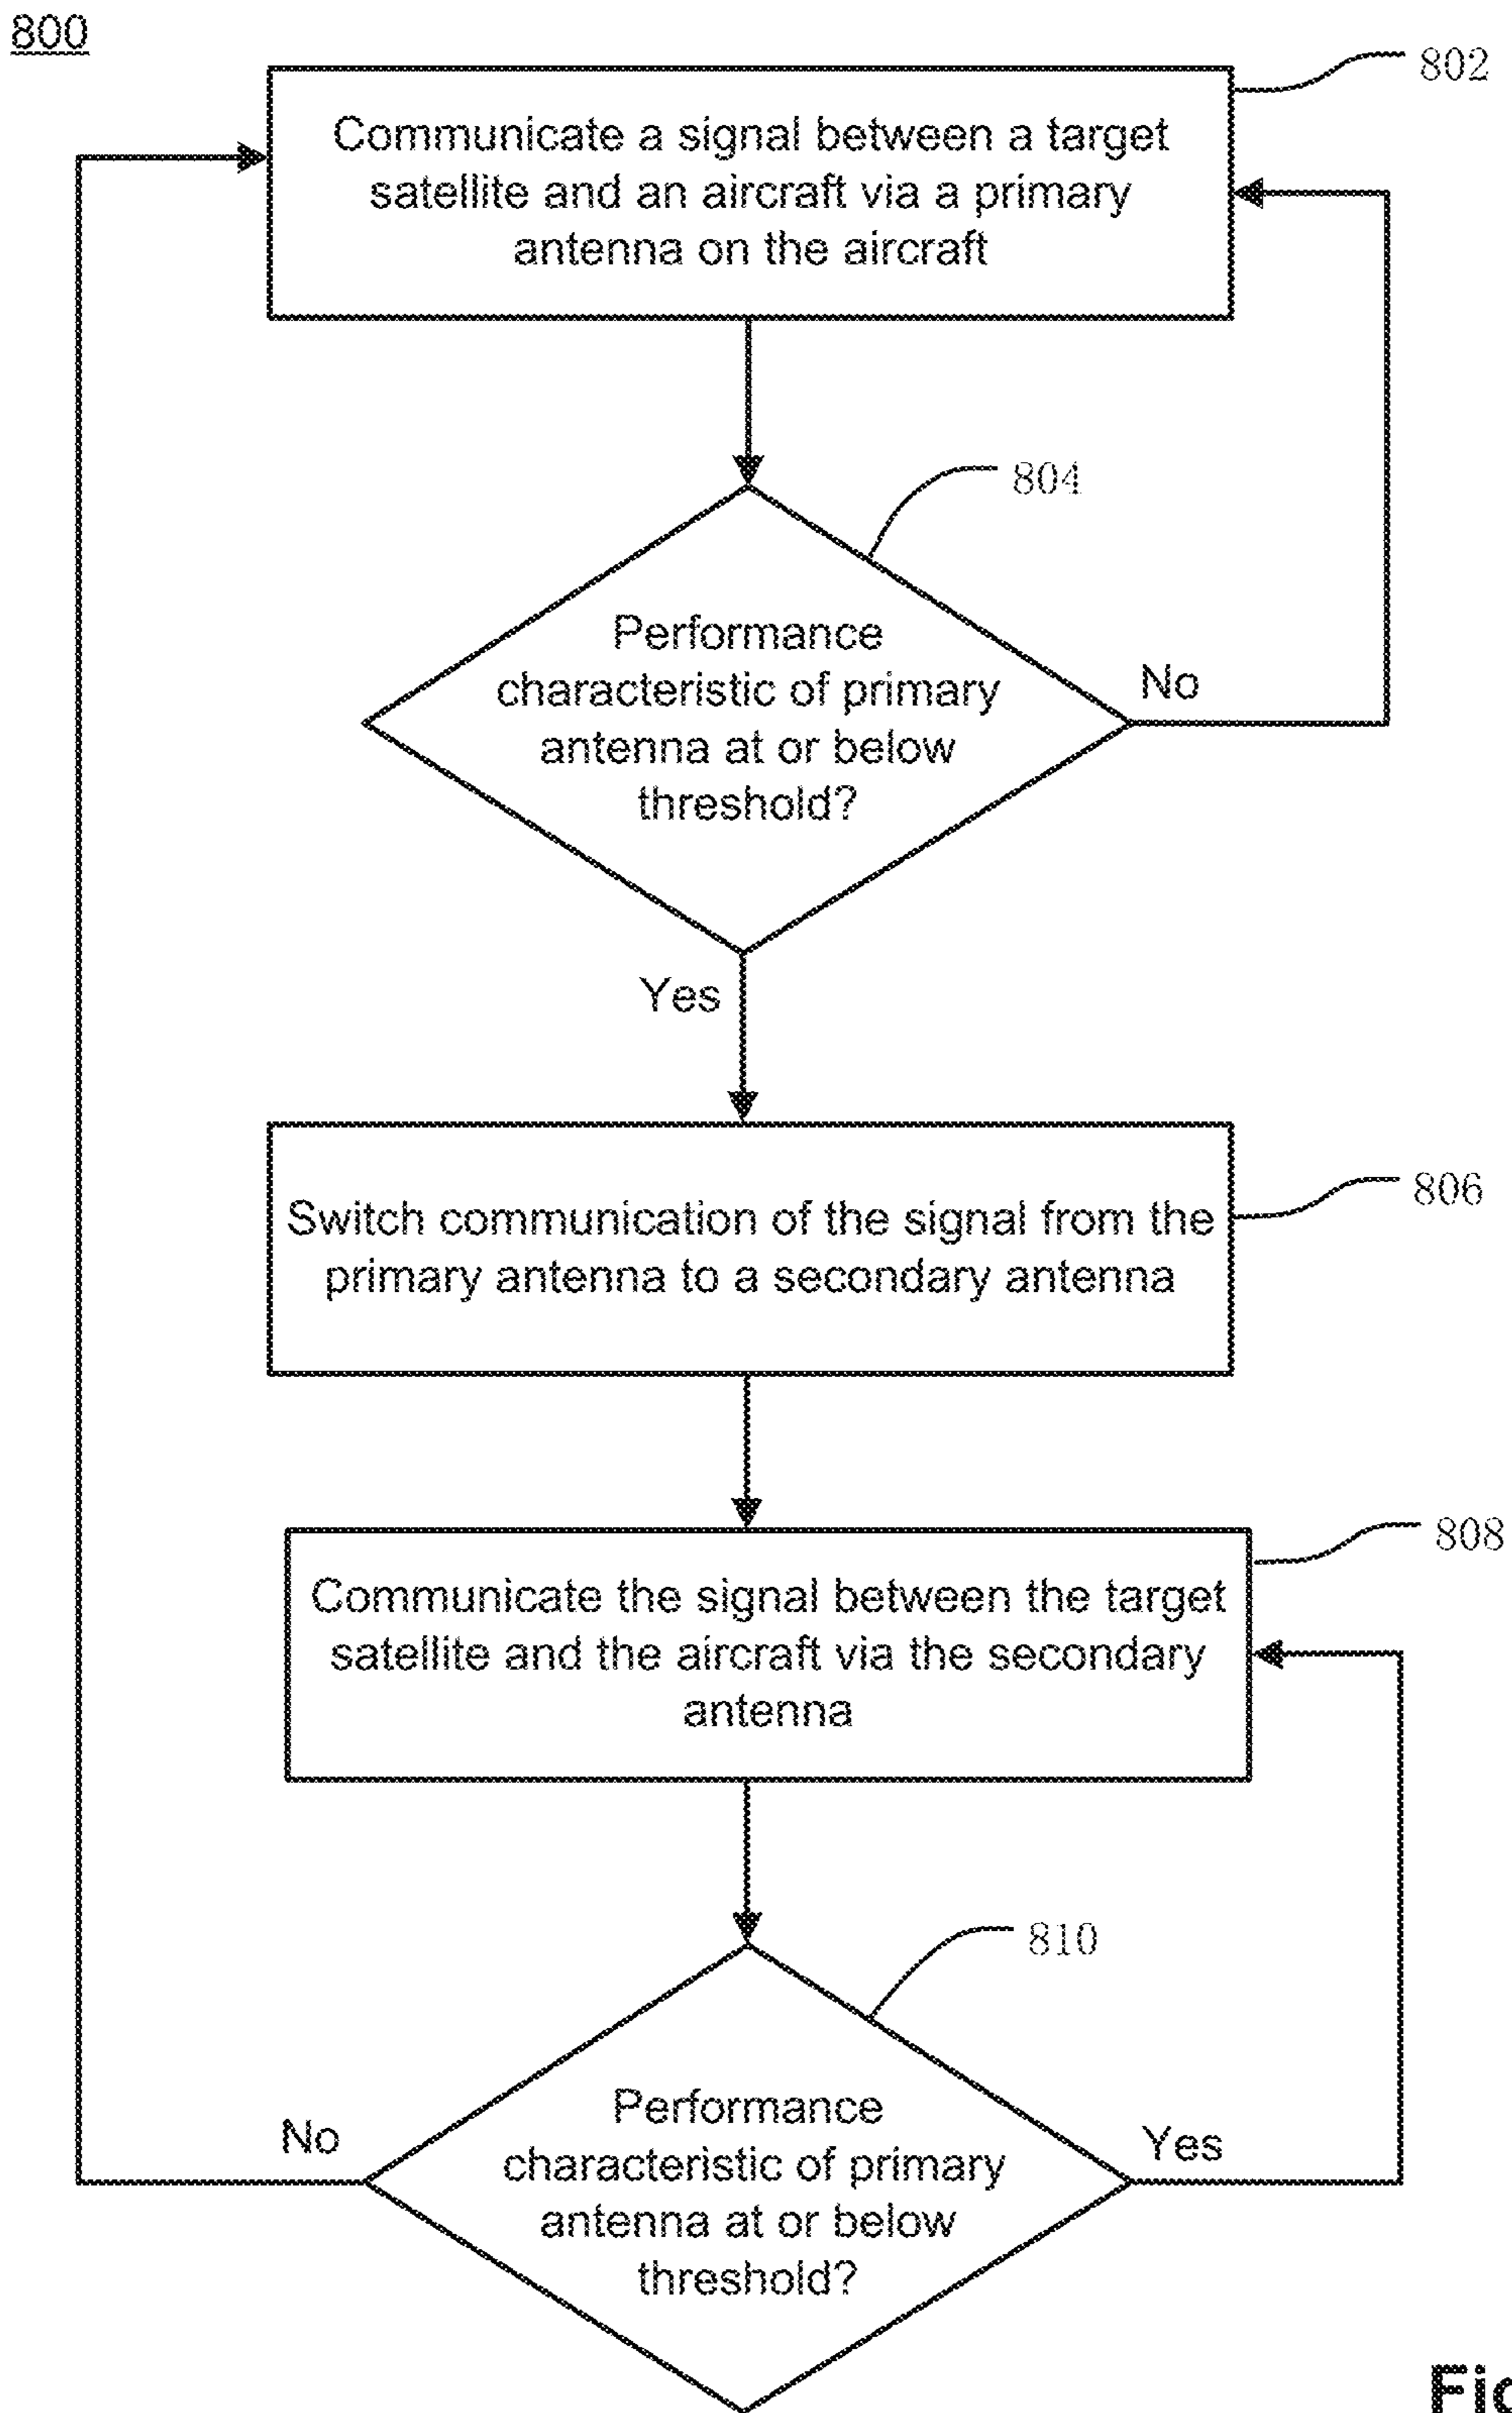 800
802
Communicate a signal between a target
satellite and an aircraft via a primary
antenna on the aircraft
804
Performance
characteristic of primary
antenna at or below
threshold?
No
Yes
806
Switch communication of the signal from the
primary antenna to a secondary antenna
808
Communicate the signal between the target
satellite and the aircraft via the secondary
antenna
810
Performance
characteristic of primary
antenna at or below
threshold?
No
Yes